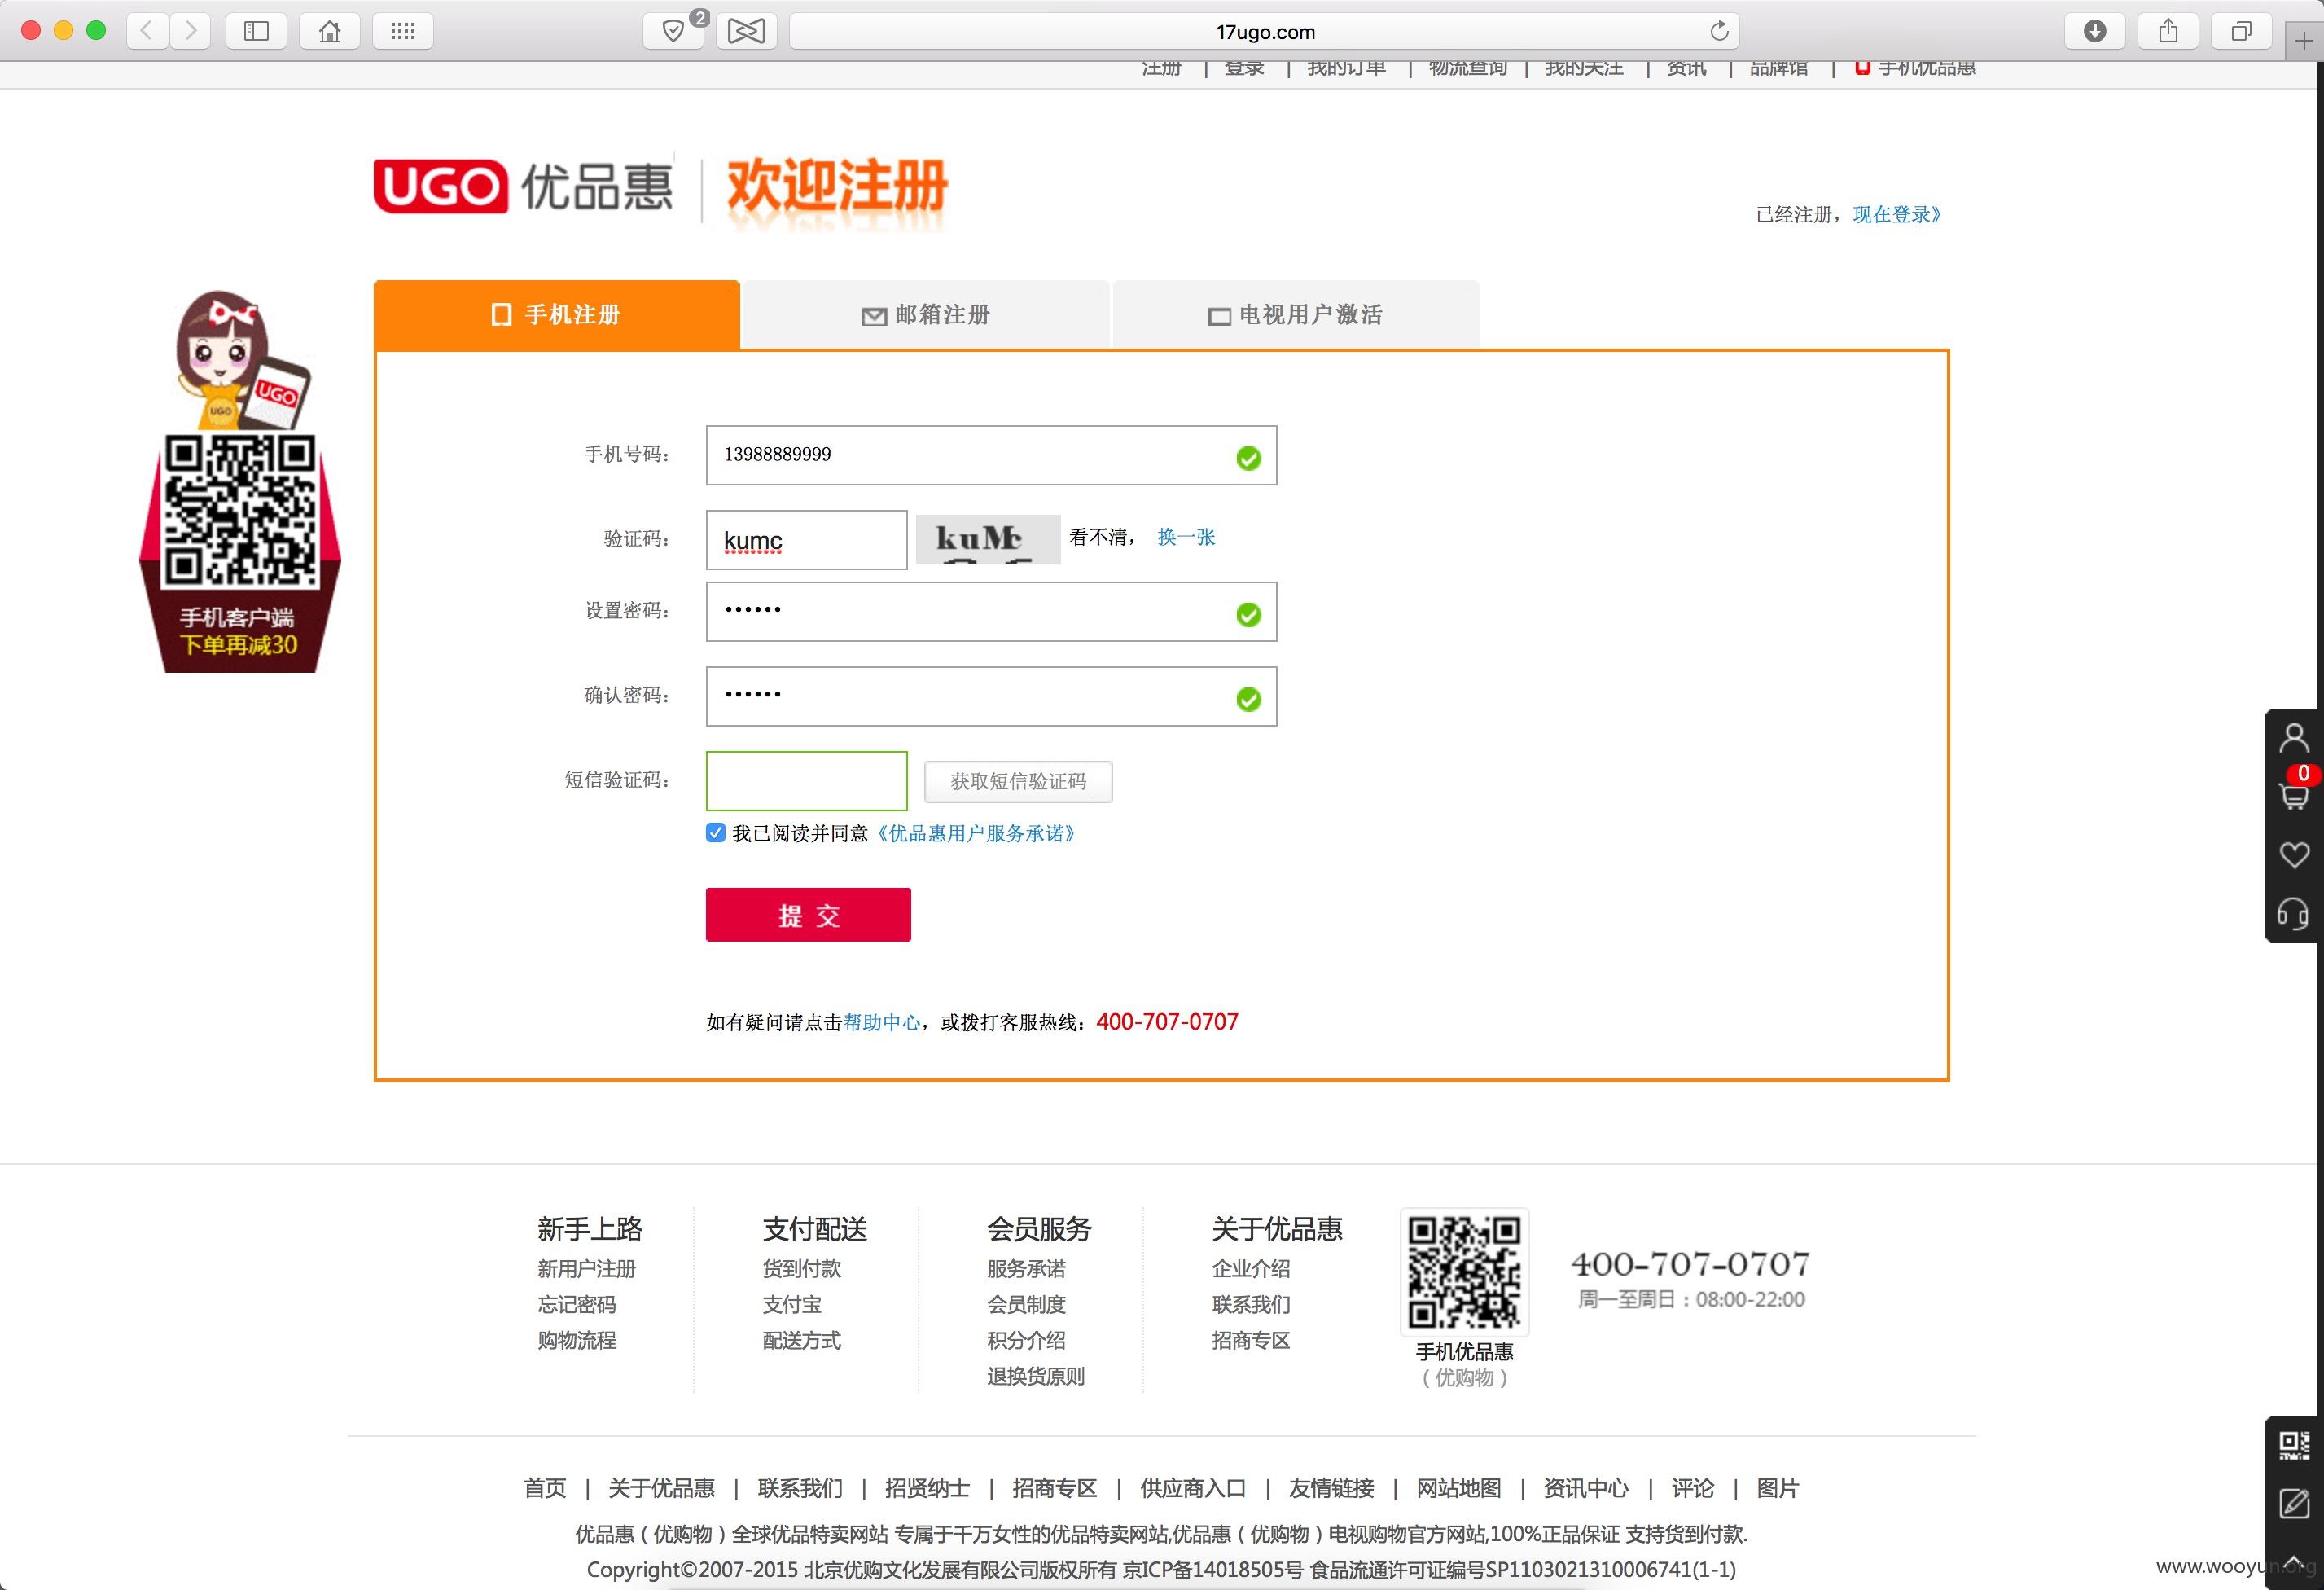 2
17ugo.com
注册 | 登录 | 我的订单 | 物流查询 | 我的关注 | 资讯 | 品牌馆 | 手机优品惠
UGO 优品惠 欢迎注册
已经注册，现在登录》
手机注册
邮箱注册
电视用户激活
UGO
UGO
手机客户端
下单再减30
手机号码： 13988889999
验证码： kumc kuMc 看不清， 换一张
设置密码： ••••••
确认密码： ••••••
短信验证码： 获取短信验证码
我已阅读并同意《优品惠用户服务承诺》
提 交
如有疑问请点击帮助中心，或拨打客服热线：400-707-0707
0
新手上路
新用户注册
忘记密码
购物流程
支付配送
货到付款
支付宝
配送方式
会员服务
服务承诺
会员制度
积分介绍
退换货原则
关于优品惠
企业介绍
联系我们
招商专区
手机优品惠
（优购物）
400-707-0707
周一至周日：08:00-22:00
首页 | 关于优品惠 | 联系我们 | 招贤纳士 | 招商专区 | 供应商入口 | 友情链接 | 网站地图 | 资讯中心 | 评论 | 图片
优品惠（优购物）全球优品特卖网站 专属于千万女性的优品特卖网站,优品惠（优购物）电视购物官方网站,100%正品保证 支持货到付款.
Copyright©2007-2015 北京优购文化发展有限公司版权所有 京ICP备14018505号 食品流通许可证编号SP1103021310006741(1-1)
www.wooyun.org